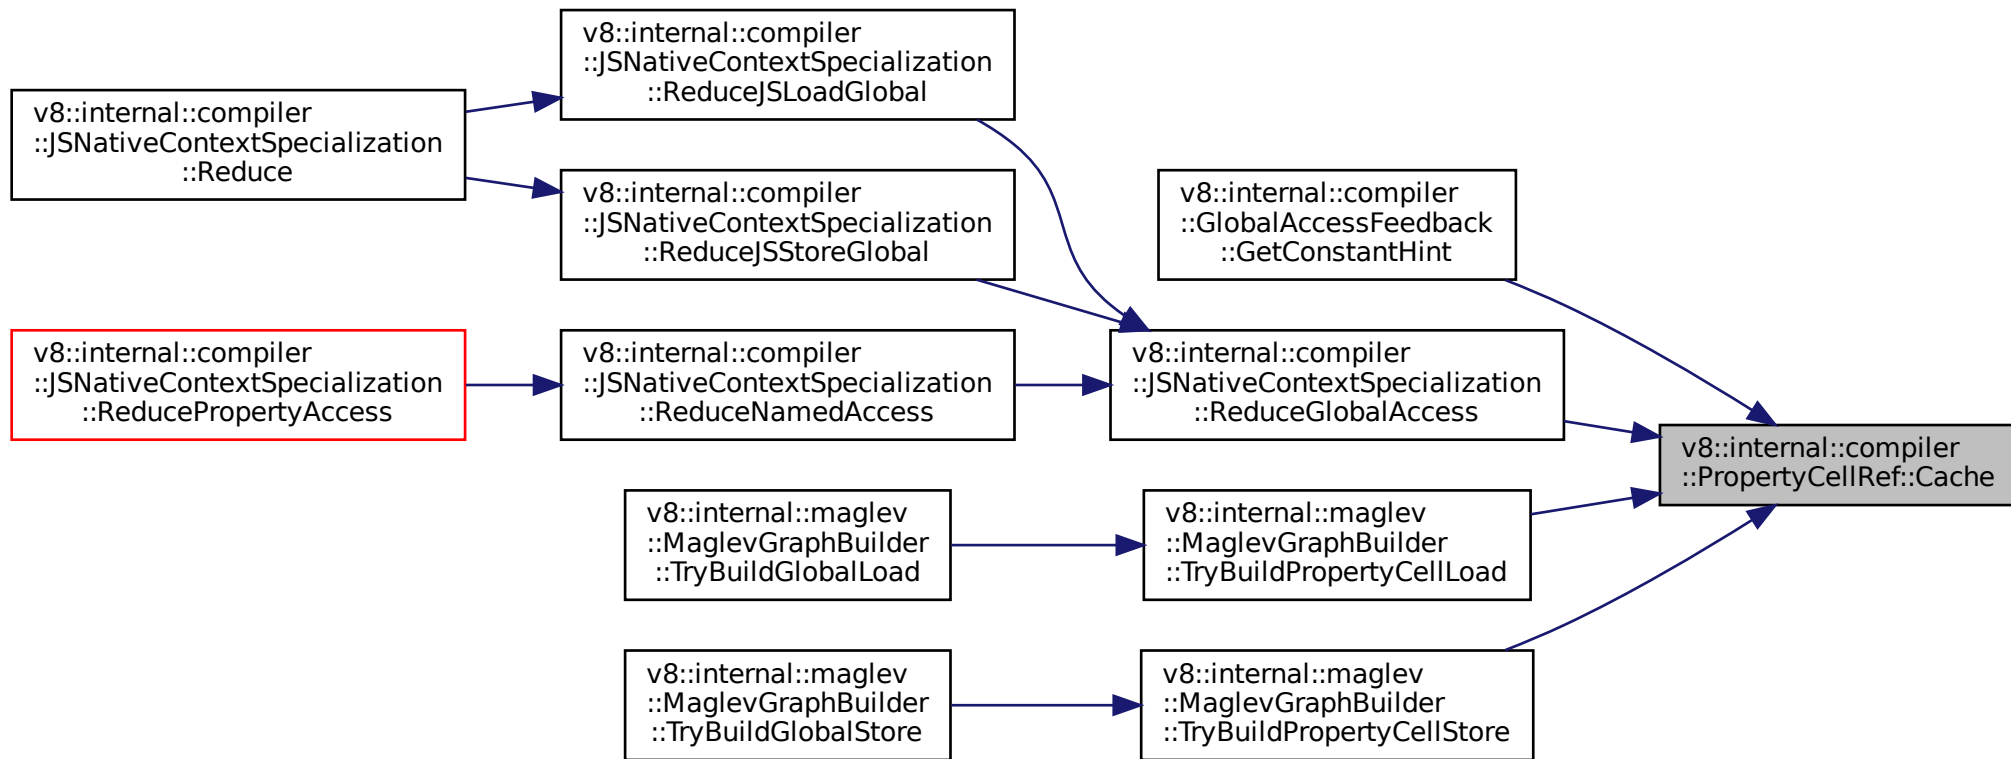 v8::internal::compiler
::JSNativeContextSpecialization
::Reduce
v8::internal::compiler
::JSNativeContextSpecialization
::ReduceJSLoadGlobal
v8::internal::compiler
::JSNativeContextSpecialization
::ReduceJSStoreGlobal
v8::internal::compiler
::GlobalAccessFeedback
::GetConstantHint
v8::internal::compiler
::JSNativeContextSpecialization
::ReducePropertyAccess
v8::internal::compiler
::JSNativeContextSpecialization
::ReduceNamedAccess
v8::internal::compiler
::JSNativeContextSpecialization
::ReduceGlobalAccess
v8::internal::compiler
::PropertyCellRef::Cache
v8::internal::maglev
::MaglevGraphBuilder
::TryBuildGlobalLoad
v8::internal::maglev
::MaglevGraphBuilder
::TryBuildPropertyCellLoad
v8::internal::maglev
::MaglevGraphBuilder
::TryBuildGlobalStore
v8::internal::maglev
::MaglevGraphBuilder
::TryBuildPropertyCellStore